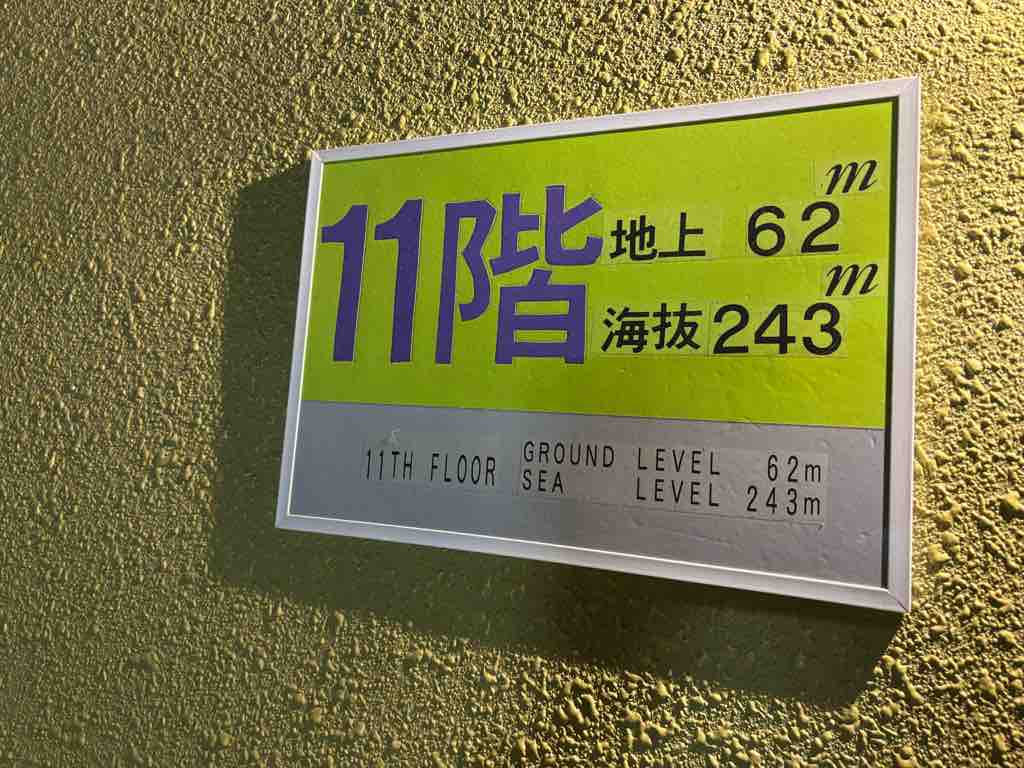 11階 地上 62m
海抜 243m
11TH FLOOR GROUND LEVEL 62m
SEA LEVEL 243m